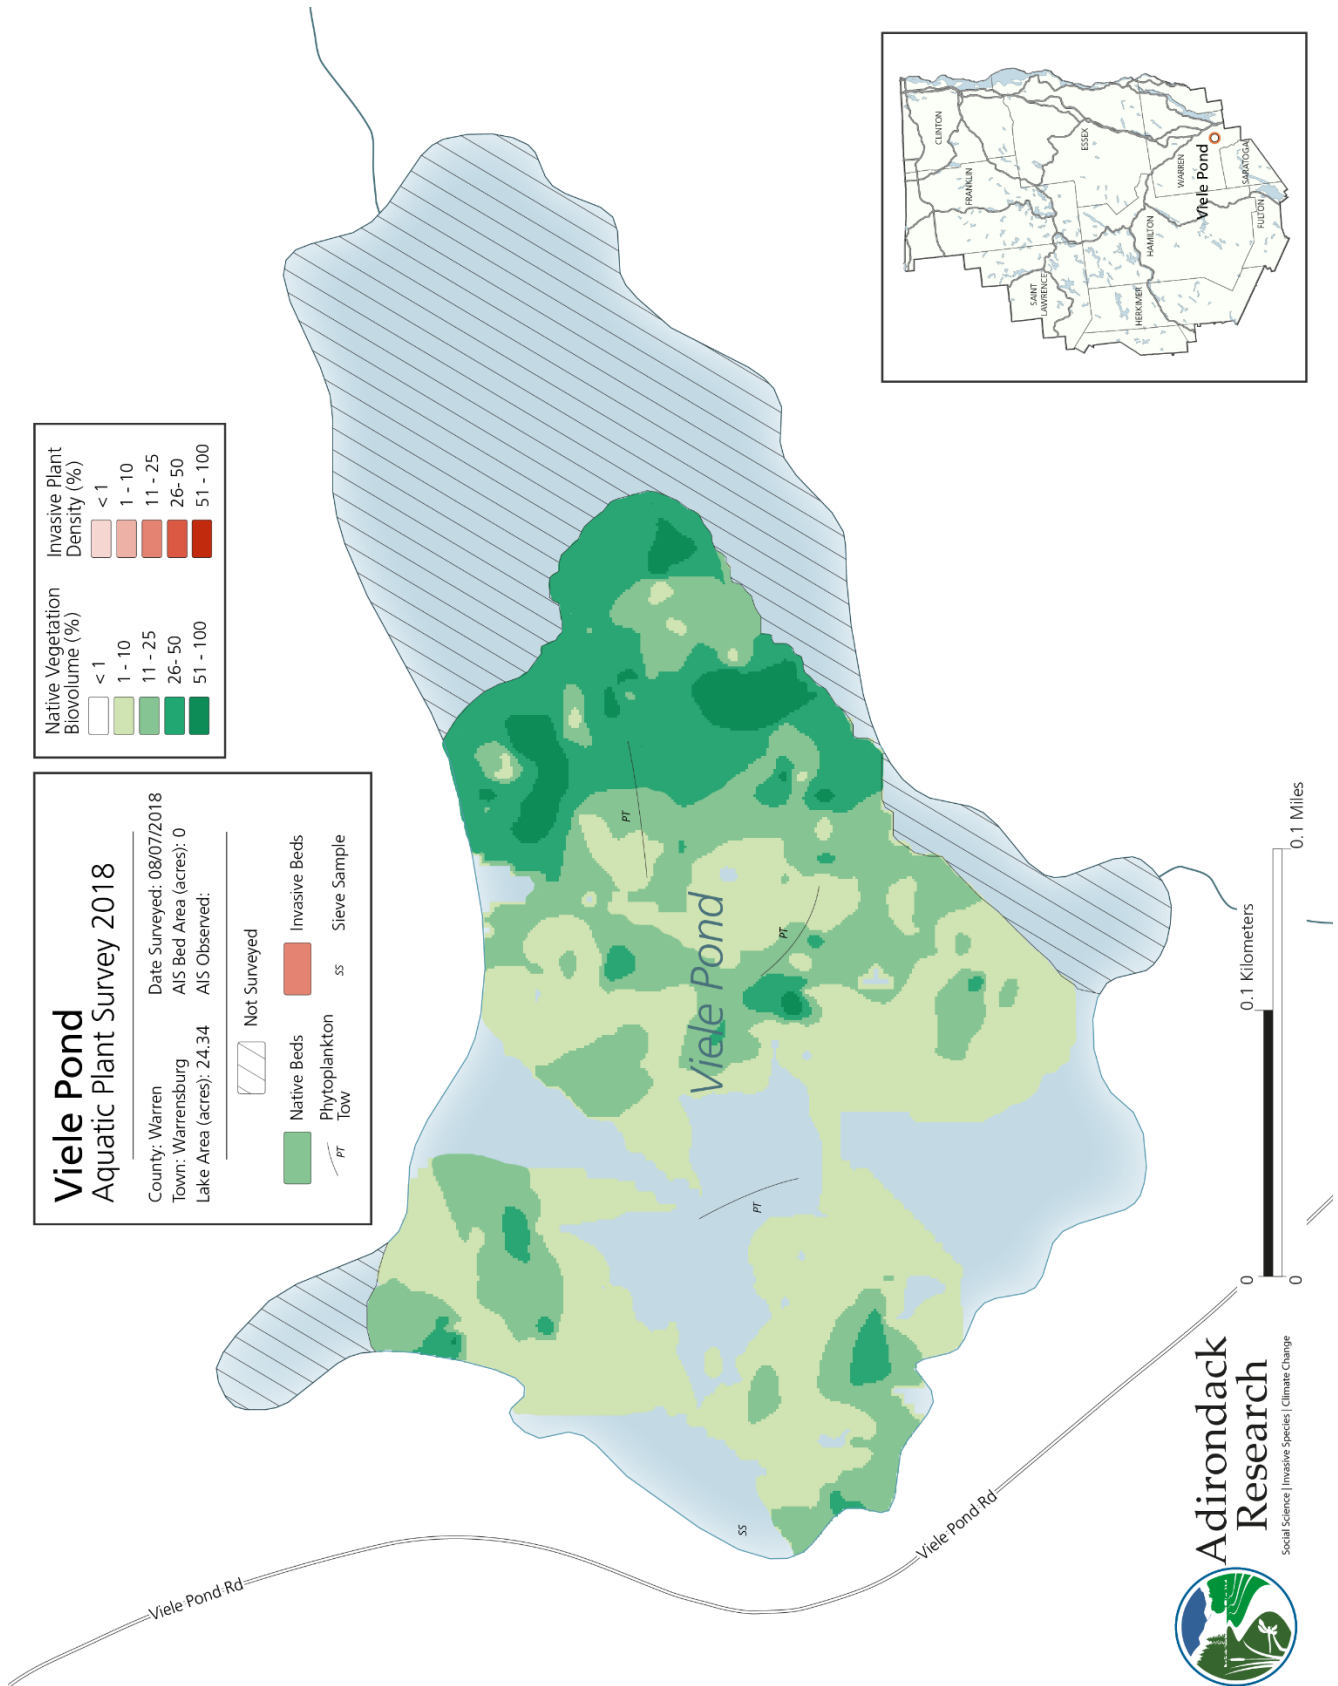 Viele Pond
Aquatic Plant Survey 2018
County: Warren
Town: Warrensburg
Lake Area (acres): 24.34
Date Surveyed: 08/07/2018
AIS Bed Area (acres): 0
AIS Observed:
Not Surveyed
Native Beds
Invasive Beds
PT
Phytoplankton
Tow
SS
Sieve Sample
Native Vegetation
Biovolume (%)
< 1
1 - 10
11 - 25
26- 50
51 - 100
Invasive Plant
Density (%)
< 1
1 - 10
11 - 25
26- 50
51 - 100
Viele Pond Rd
Viele Pond Rd
SS
PT
PT
PT
Viele Pond
Adirondack
Research
Social Science | Invasive Species | Climate Change
0
0.1 Kilometers
0
0.1 Miles
CLINTON
FRANKLIN
ESSEX
SAINT
LAWRENCE
HERKIMER
HAMILTON
WARREN
Viele Pond
SARATOGA
FULTON